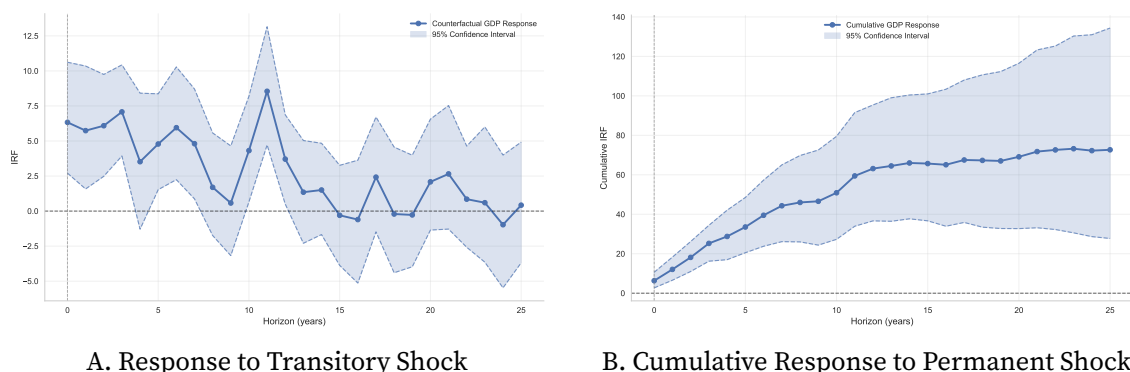 Counterfactual GDP Response
95% Confidence Interval
12.5
10.0
7.5
5.0
2.5
0.0
−2.5
−5.0
IRF
0 5 10 15 20 25
Horizon (years)
A. Response to Transitory Shock
Cumulative GDP Response
95% Confidence Interval
140
120
100
80
60
40
20
0
Cumulative IRF
0 5 10 15 20 25
Horizon (years)
B. Cumulative Response to Permanent Shock